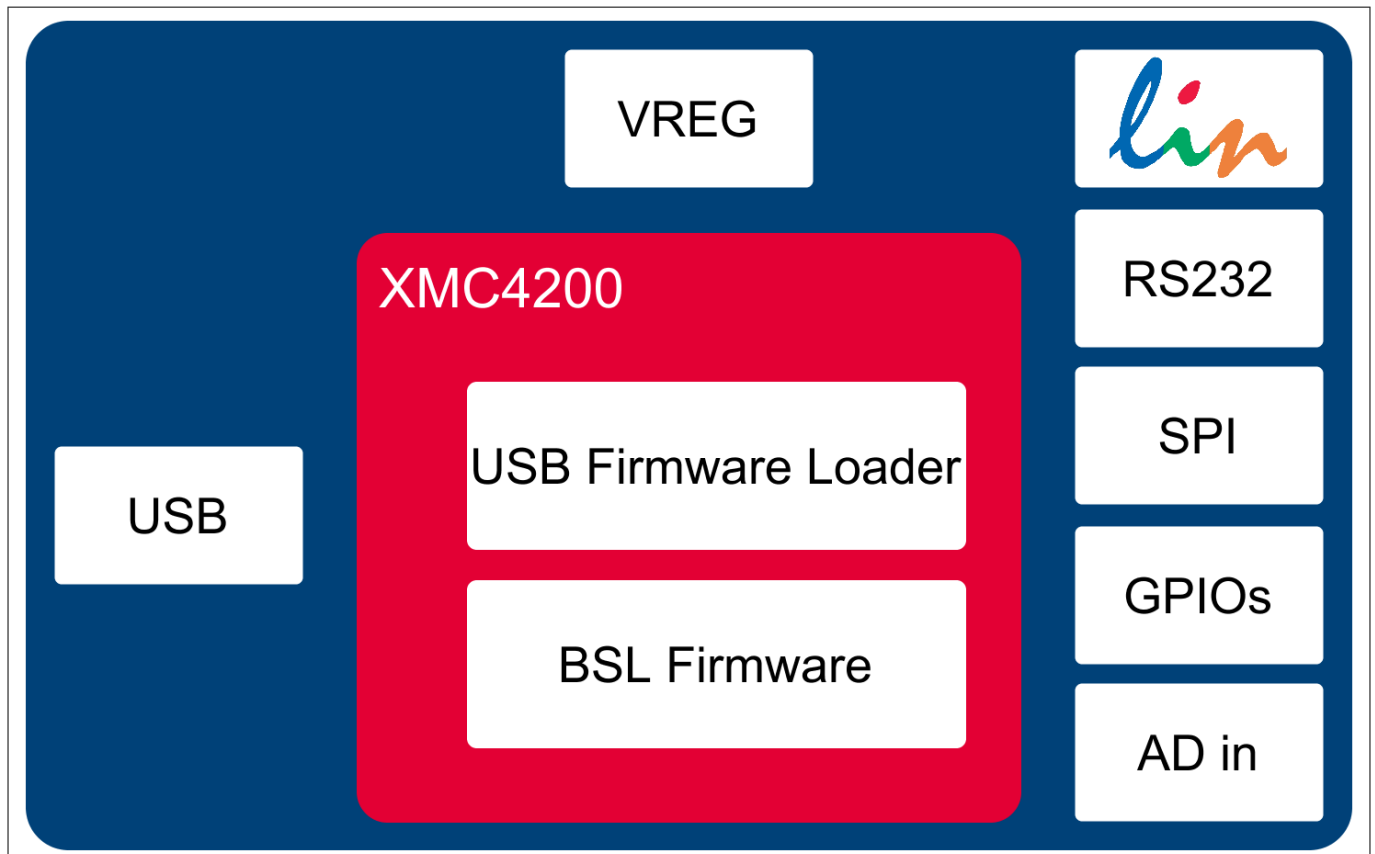 VREG
lin
XMC4200
RS232
USB Firmware Loader
SPI
USB
GPIOs
BSL Firmware
AD in